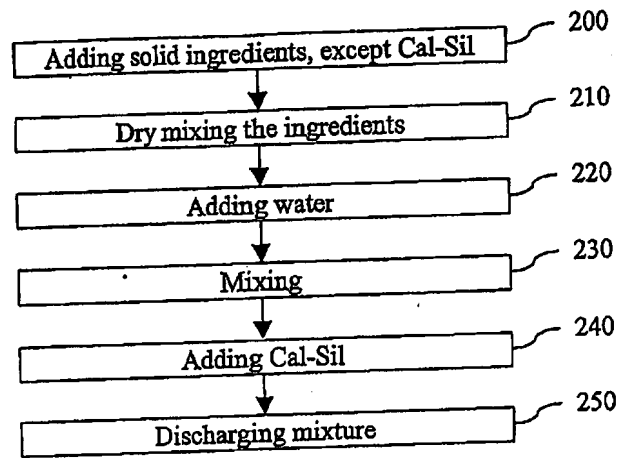 200
Adding solid ingredients, except Cal-Sil
210
Dry mixing the ingredients
220
Adding water
230
Mixing
240
Adding Cal-Sil
250
Discharging mixture